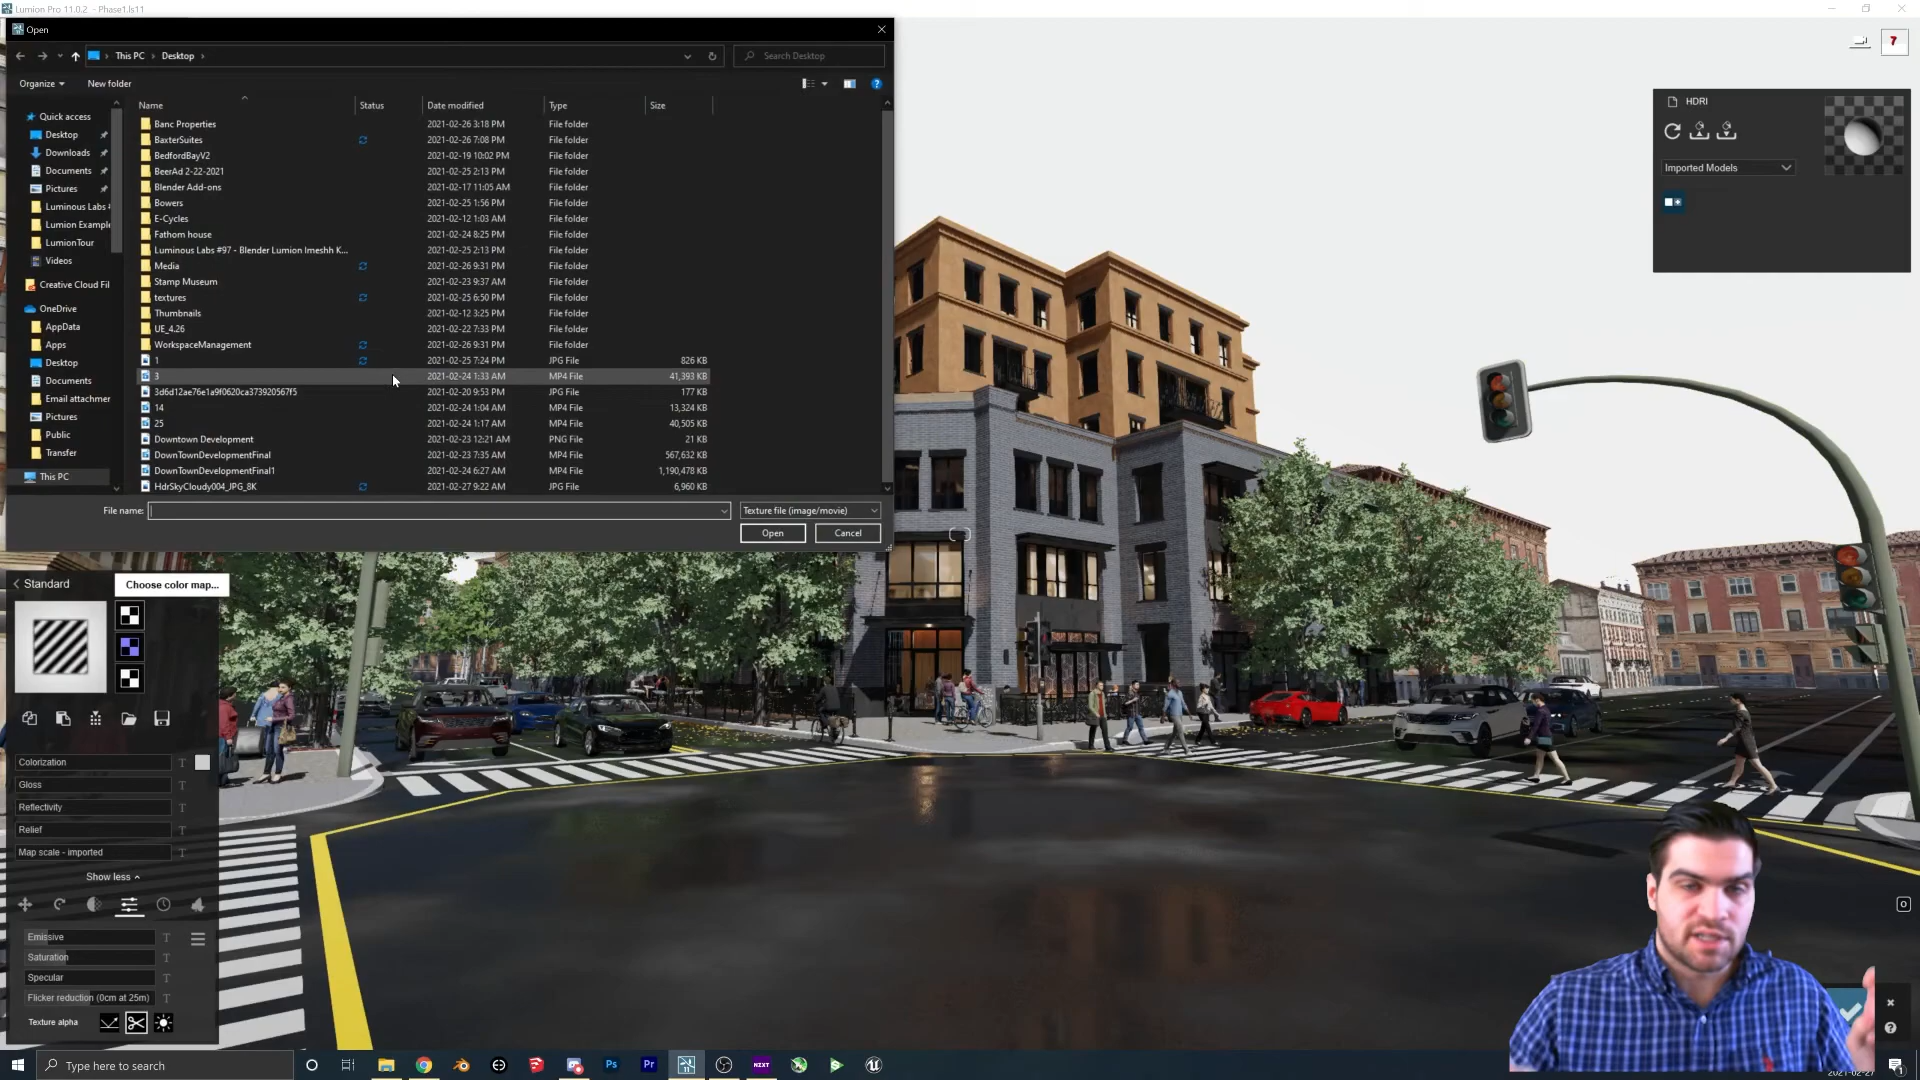 Lumion Pro 11.0.2 - Phase1.ls11
Open
This PC > Desktop >
Search Desktop
Organize New folder
Name Status Date modified Type Size
Quick access
Desktop
Downloads
Documents
Pictures
Luminous Labs
Lumion Example
LumionTour
Videos
Creative Cloud Fil
OneDrive
AppData
Apps
Desktop
Documents
Email attachmer
Pictures
Public
Transfer
This PC
Banc Properties 2021-02-26 3:18 PM File folder
BaxterSuites 2021-02-26 7:08 PM File folder
BedfordBayV2 2021-02-19 10:02 PM File folder
BeerAd 2-22-2021 2021-02-25 2:13 PM File folder
Blender Add-ons 2021-02-17 11:05 AM File folder
Bowers 2021-02-25 1:56 PM File folder
E-Cycles 2021-02-12 1:03 AM File folder
Fathom house 2021-02-24 8:25 PM File folder
Luminous Labs #97 - Blender Lumion Imeshh K... 2021-02-25 2:13 PM File folder
Media 2021-02-26 9:31 PM File folder
Stamp Museum 2021-02-23 9:37 AM File folder
textures 2021-02-25 6:50 PM File folder
Thumbnails 2021-02-12 3:25 PM File folder
UE_4.26 2021-02-22 7:33 PM File folder
WorkspaceManagement 2021-02-26 9:31 PM File folder
1 2021-02-25 7:24 PM JPG File 826 KB
3 2021-02-24 1:33 AM MP4 File 41,393 KB
3d6d12ae76e1a9f0620ca373920567f5 2021-02-20 9:53 PM JPG File 177 KB
14 2021-02-24 1:04 AM MP4 File 13,324 KB
25 2021-02-24 1:17 AM MP4 File 40,505 KB
Downtown Development 2021-02-23 12:21 AM PNG File 21 KB
DownTownDevelopmentFinal 2021-02-23 7:35 AM MP4 File 567,632 KB
DownTownDevelopmentFinal1 2021-02-24 6:27 AM MP4 File 1,190,478 KB
HdrSkyCloudy004_JPG_8K 2021-02-27 9:22 AM JPG File 6,960 KB
File name: Texture file (image/movie)
Open Cancel
HDRI
Imported Models
7
Standard
Choose color map...
Colorization T
Gloss T
Reflectivity T
Relief T
Map scale - imported T
Show less
Emissive T
Saturation T
Specular T
Flicker reduction (0cm at 25m) T
Texture alpha
Type here to search
Ps
Pr
NEXT
2021-02-27